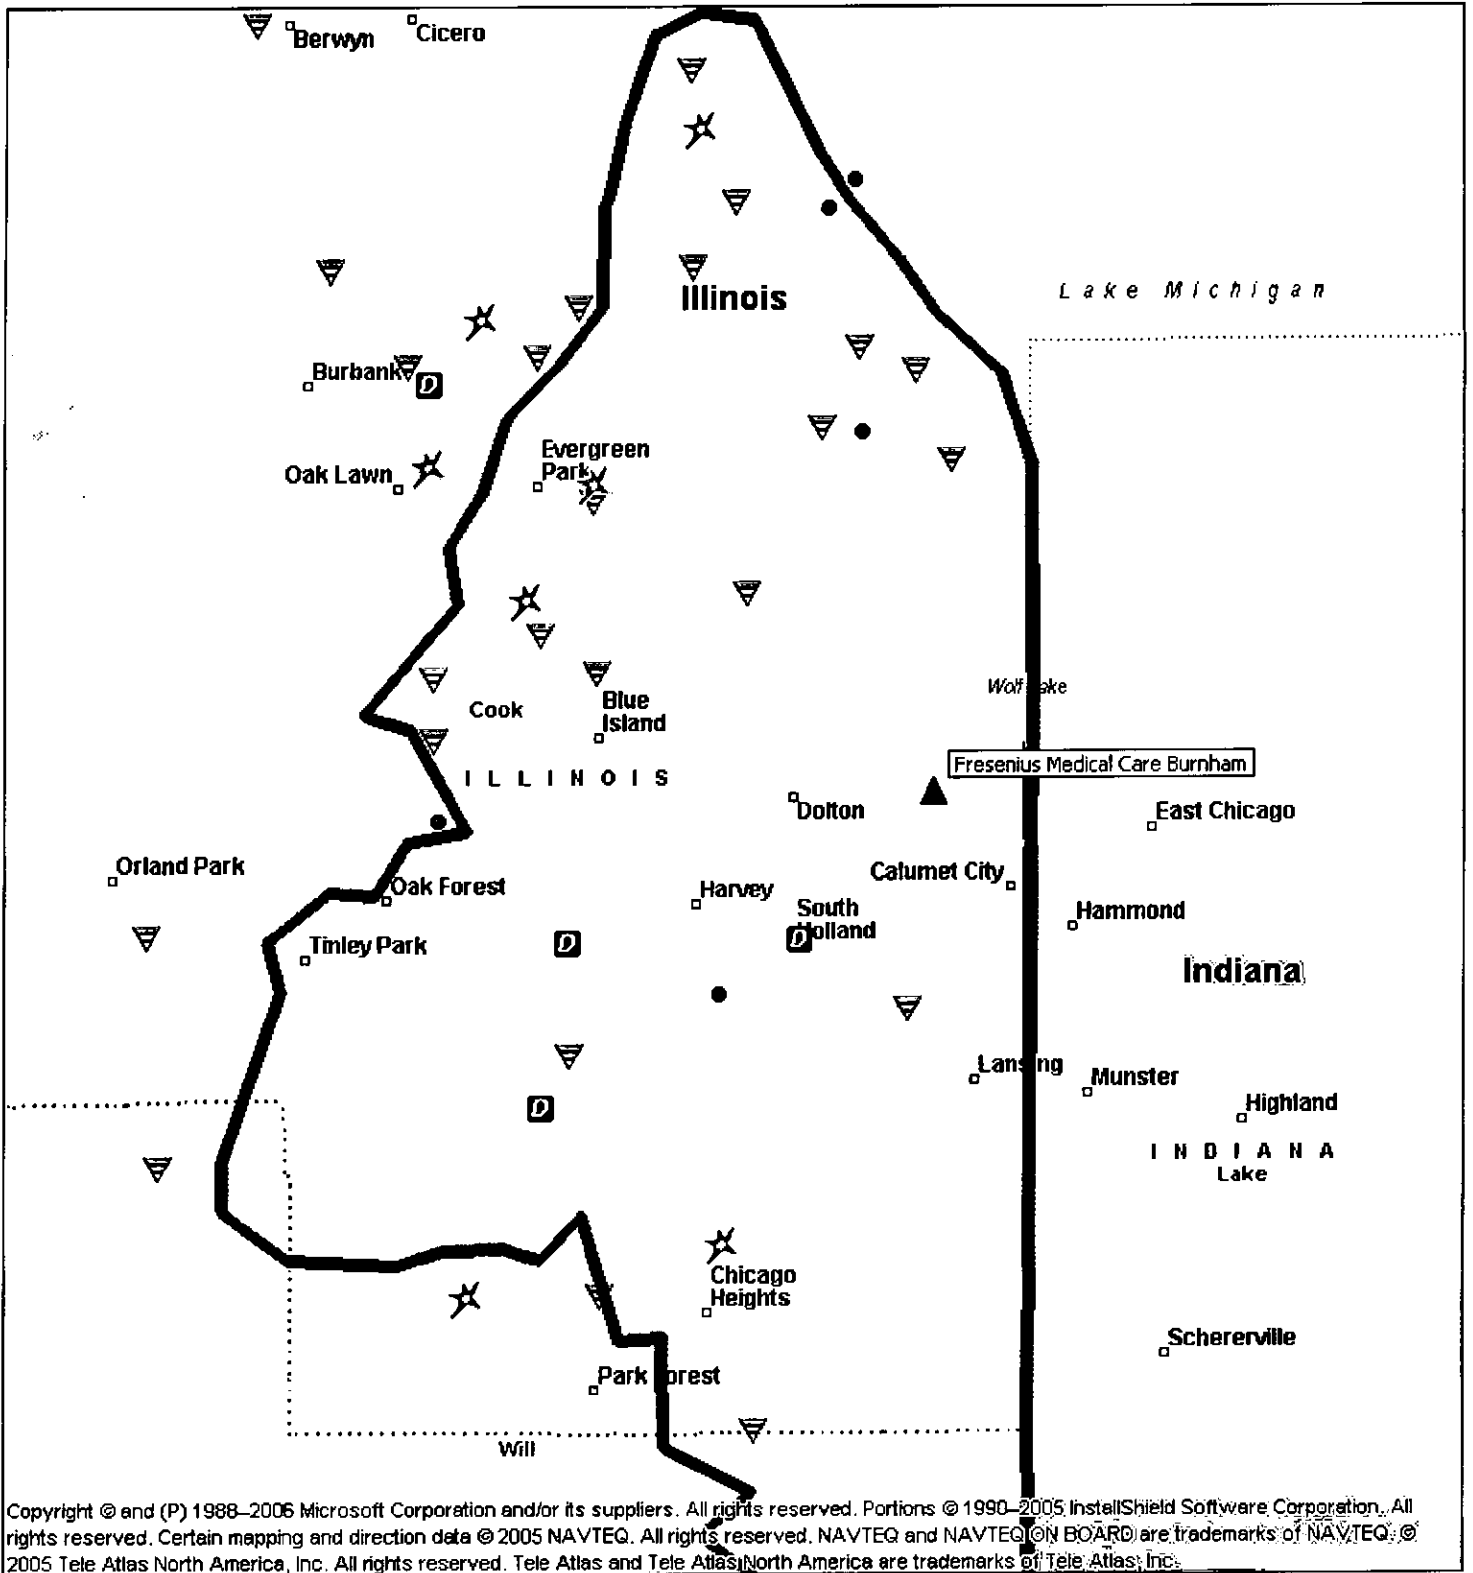 Berwyn
Cicero
Illinois
Lake Michigan
Burbank
D
Evergreen
Park
Oak Lawn
Wolf Lake
Cook
Blue
Island
ILLINOIS
Fresenius Medical Care Burnham
Dolton
East Chicago
Orland Park
Calumet City
Oak Forest
Harvey
South
Holland
D
Hammond
Tinley Park
D
Indiana
Lansing
Munster
Highland
D
INDIANA
Lake
Chicago
Heights
Schererville
Park Forest
Will
Copyright © and (P) 1988–2006 Microsoft Corporation and/or its suppliers. All rights reserved. Portions © 1990–2005 InstallShield Software Corporation. All
rights reserved. Certain mapping and direction data © 2005 NAVTEQ. All rights reserved. NAVTEQ and NAVTEQ ON BOARD are trademarks of NAVTEQ. ©
2005 Tele Atlas North America, Inc. All rights reserved. Tele Atlas and Tele Atlas North America are trademarks of Tele Atlas, Inc.